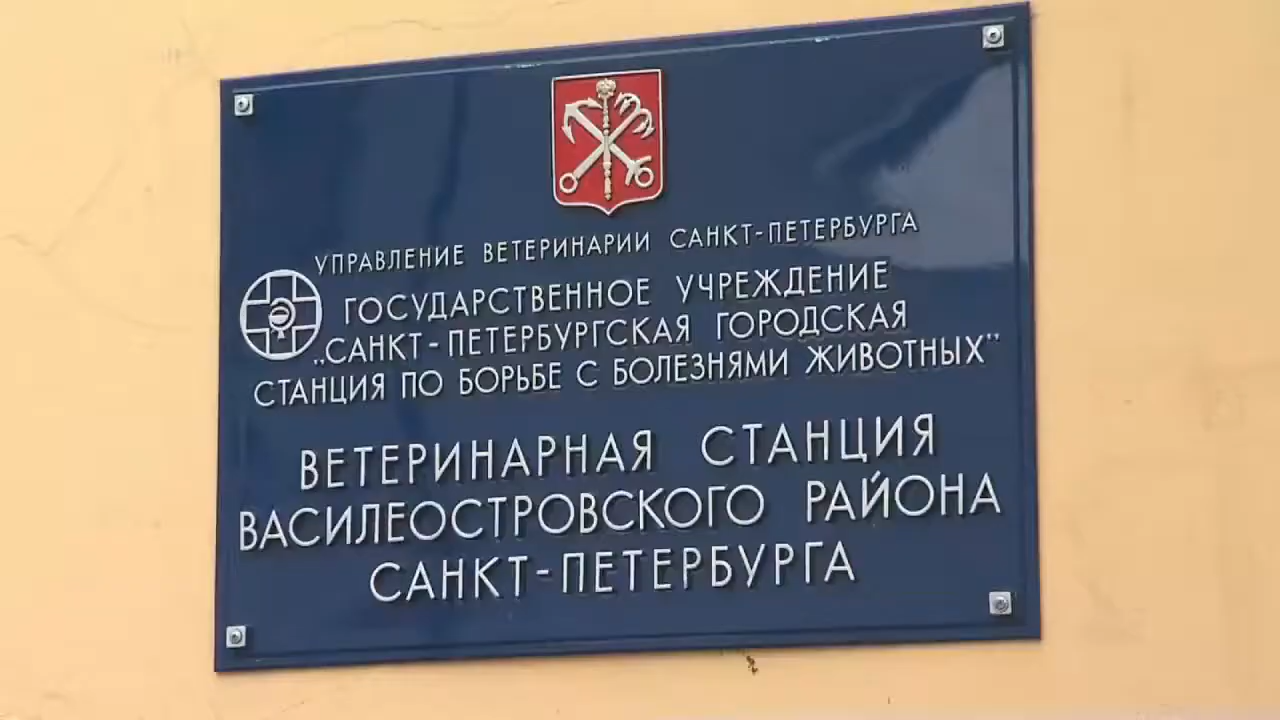 УПРАВЛЕНИЕ ВЕТЕРИНАРИИ САНКТ-ПЕТЕРБУРГА
ГОСУДАРСТВЕННОЕ УЧРЕЖДЕНИЕ
„САНКТ-ПЕТЕРБУРГСКАЯ ГОРОДСКАЯ
СТАНЦИЯ ПО БОРЬБЕ С БОЛЕЗНЯМИ ЖИВОТНЫХ"
ВЕТЕРИНАРНАЯ СТАНЦИЯ
ВАСИЛЕОСТРОВСКОГО РАЙОНА
САНКТ-ПЕТЕРБУРГА